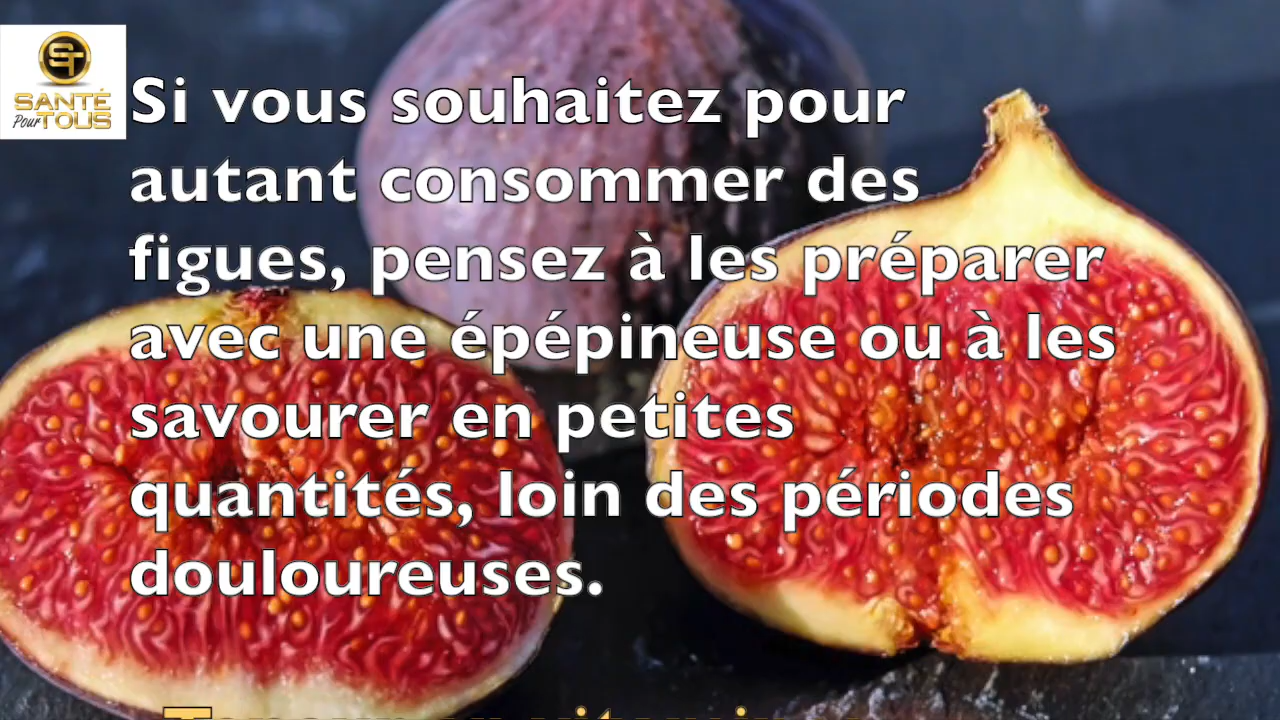 ST
SANTÉ
Pour TOUS
Si vous souhaitez pour
autant consommer des
figues, pensez à les préparer
avec une épépineuse ou à les
savourer en petites
quantités, loin des périodes
douloureuses.